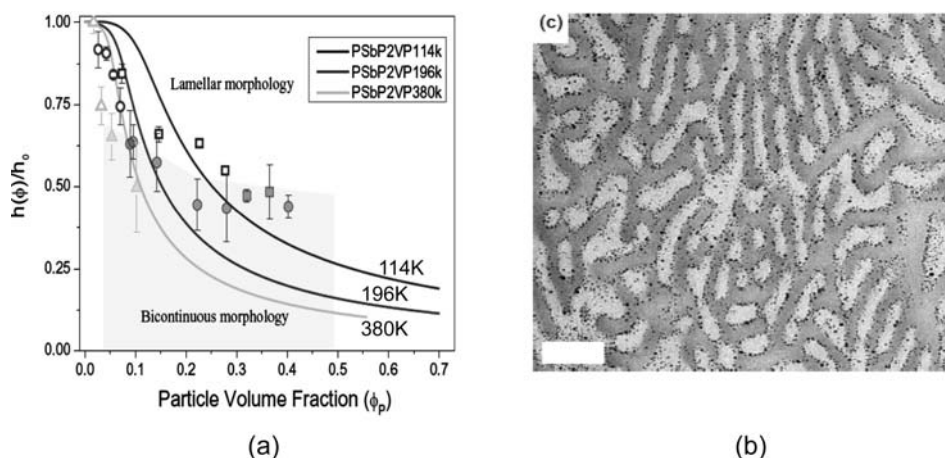 (c)
1.00
0.75
0.50
0.25
0.00
h(ϕ)/hₒ
PSbP2VP114k
PSbP2VP196k
PSbP2VP380k
Lamellar morphology
114K
196K
Bicontinuous morphology
380K
0.0 0.1 0.2 0.3 0.4 0.5 0.6 0.7
Particle Volume Fraction (ϕₚ)
(a)
(b)